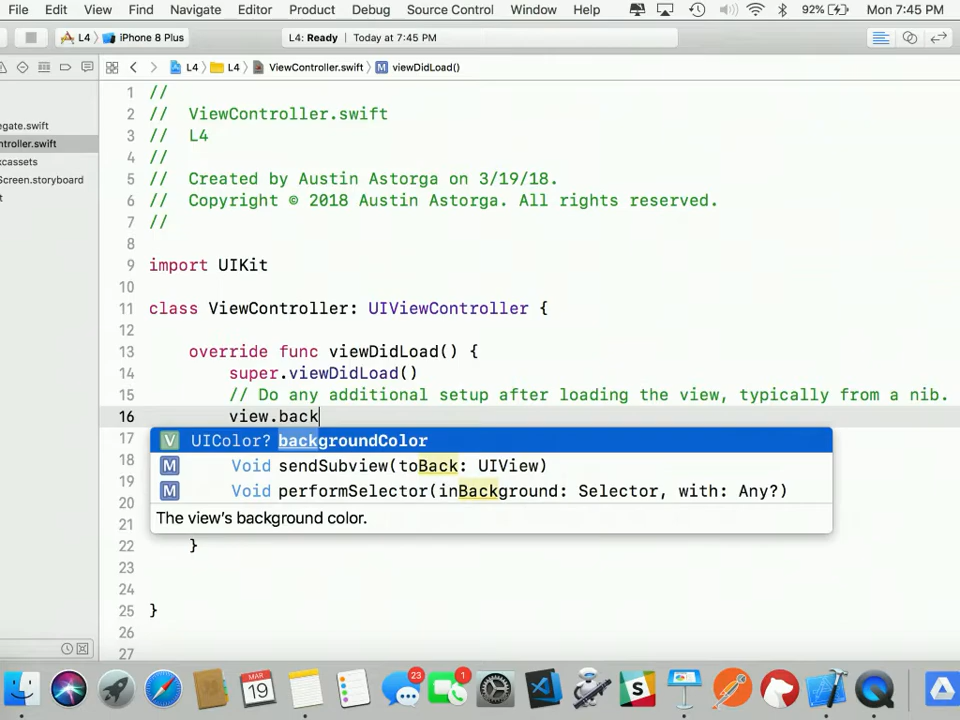 File Edit View Find Navigate Editor Product Debug Source Control Window Help 92% Mon 7:45 PM
L4 iPhone 8 Plus L4: Ready Today at 7:45 PM
L4 L4 ViewController.swift M viewDidLoad()
1 //
2 // ViewController.swift
3 // L4
4 //
5 // Created by Austin Astorga on 3/19/18.
6 // Copyright © 2018 Austin Astorga. All rights reserved.
7 //
8
9 import UIKit
10
11 class ViewController: UIViewController {
12
13 override func viewDidLoad() {
14 super.viewDidLoad()
15 // Do any additional setup after loading the view, typically from a nib.
16 view.back
17 V UIColor? backgroundColor
18 M Void sendSubview(toBack: UIView)
19 M Void performSelector(inBackground: Selector, with: Any?)
20
21 The view's background color.
22 }
23
24
25 }
26
27
egate.swift
ntroller.swift
xcassets
Screen.storyboard
t
MAR
19
23
1
S